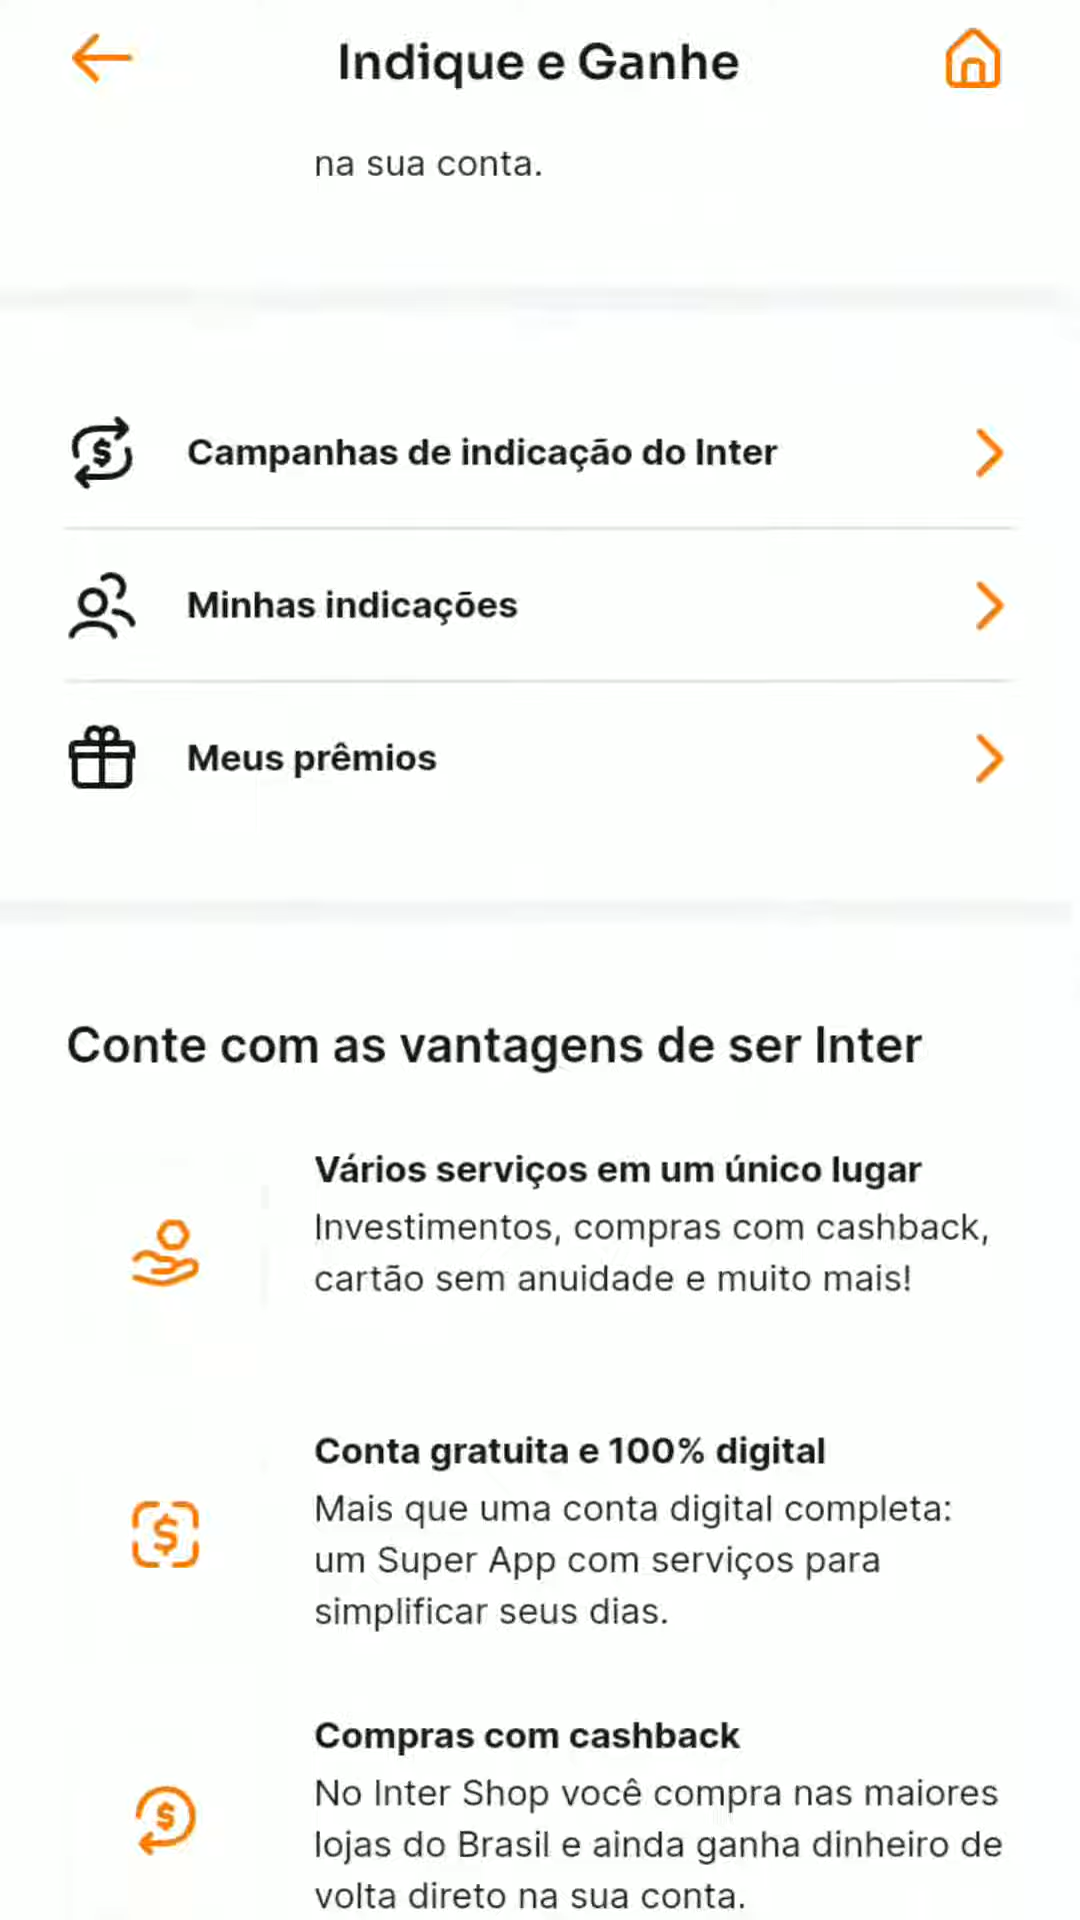 Indique e Ganhe
na sua conta.
Campanhas de indicação do Inter
Minhas indicações
Meus prêmios
Conte com as vantagens de ser Inter
Vários serviços em um único lugar
Investimentos, compras com cashback,
cartão sem anuidade e muito mais!
Conta gratuita e 100% digital
Mais que uma conta digital completa:
um Super App com serviços para
simplificar seus dias.
Compras com cashback
No Inter Shop você compra nas maiores
lojas do Brasil e ainda ganha dinheiro de
volta direto na sua conta.